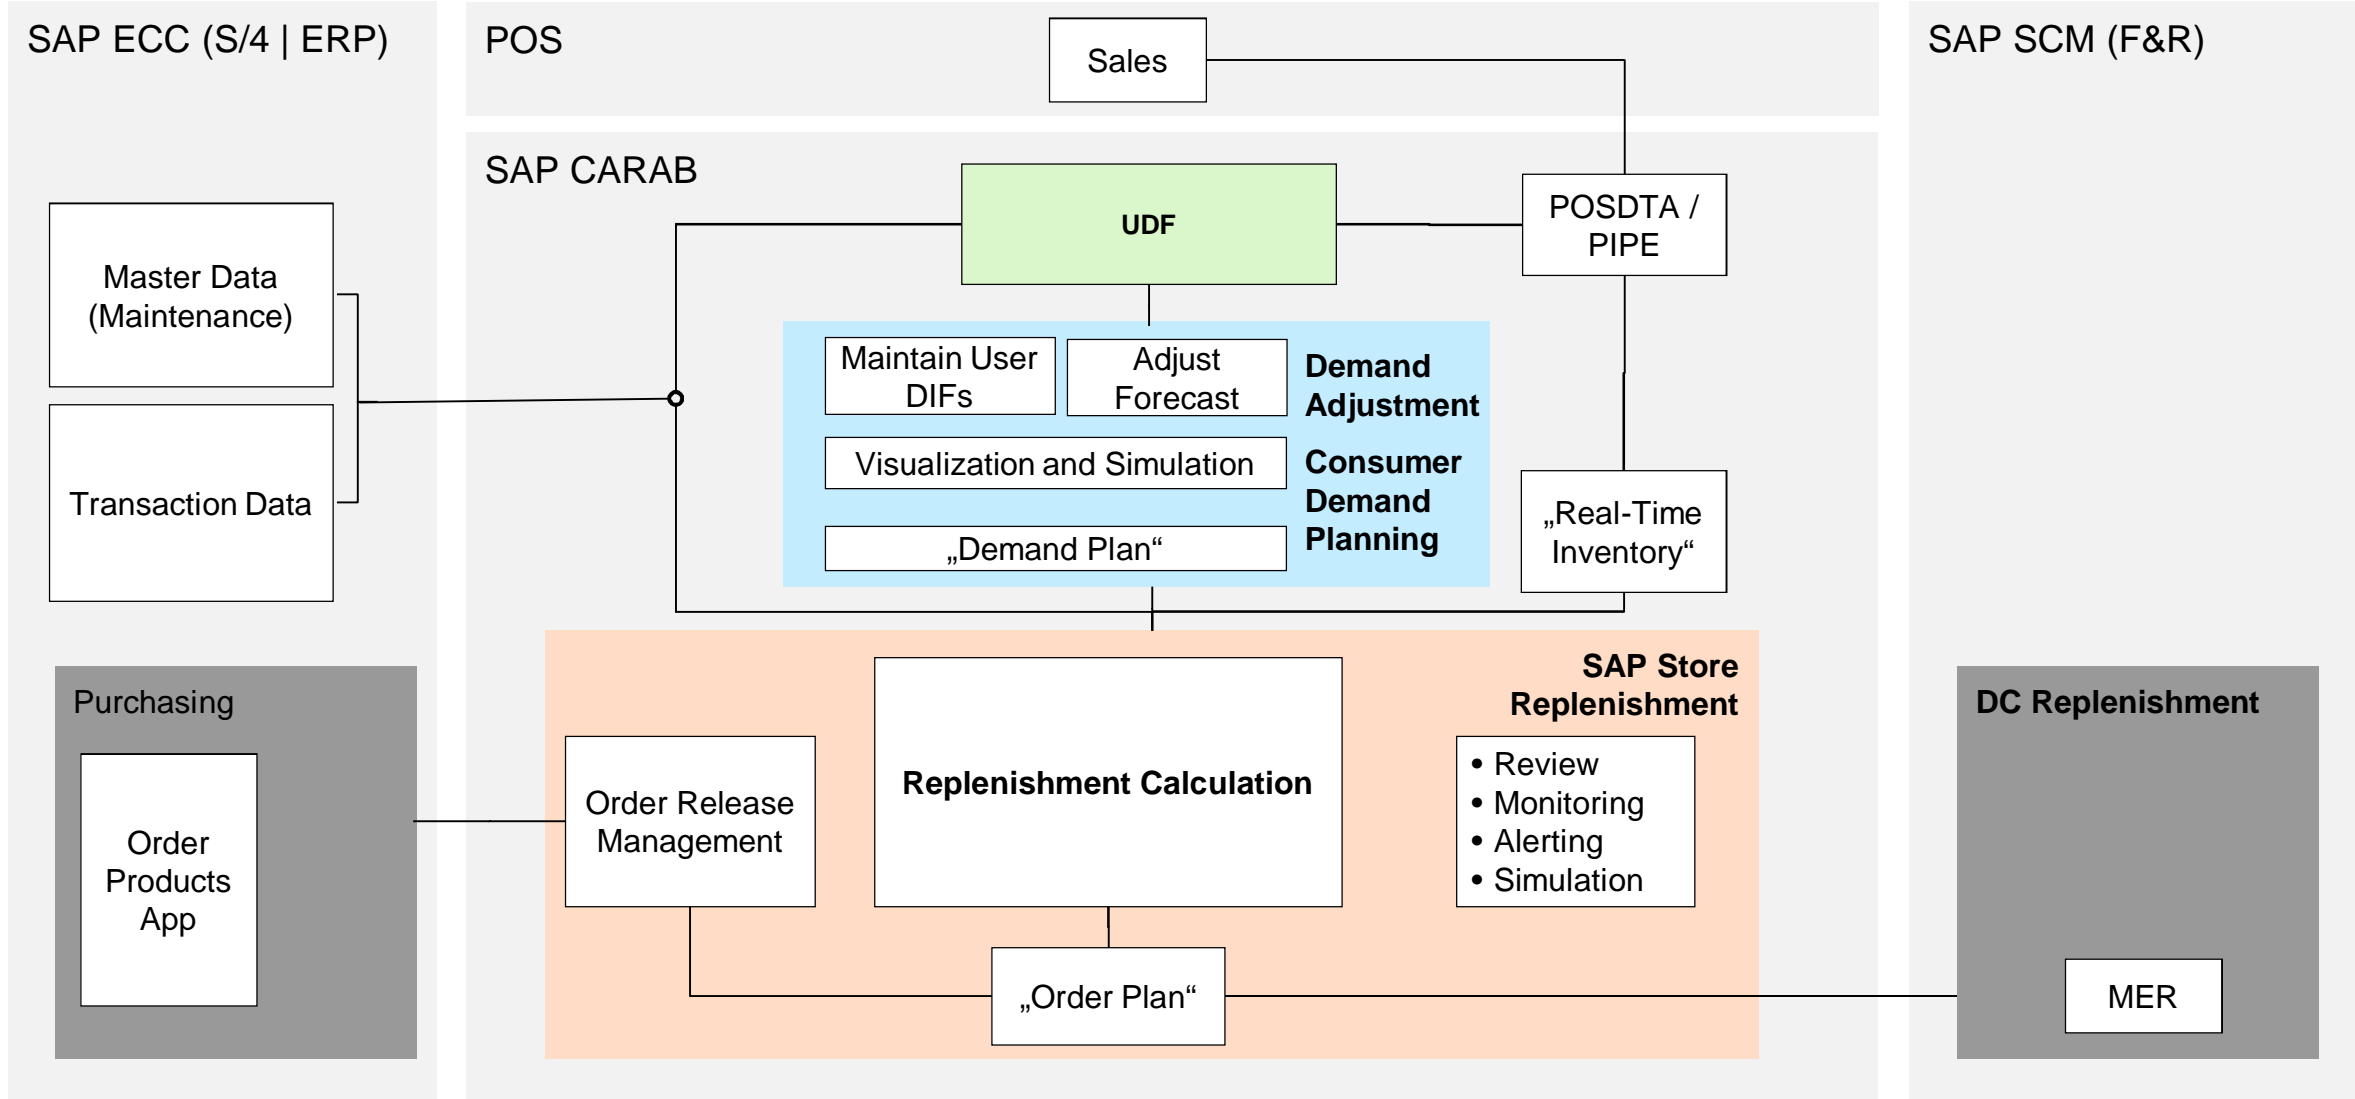 SAP ECC (S/4 | ERP)
POS
SAP SCM (F&R)
Sales
SAP CARAB
UDF
POSDTA /
PIPE
Master Data
(Maintenance)
Transaction Data
Maintain User
DIFs
Adjust
Forecast
Demand
Adjustment
Visualization and Simulation
Consumer
Demand
Planning
„Demand Plan“
„Real-Time
Inventory“
Purchasing
Order
Products
App
SAP Store
Replenishment
Order Release
Management
Replenishment Calculation
• Review
• Monitoring
• Alerting
• Simulation
„Order Plan“
DC Replenishment
MER